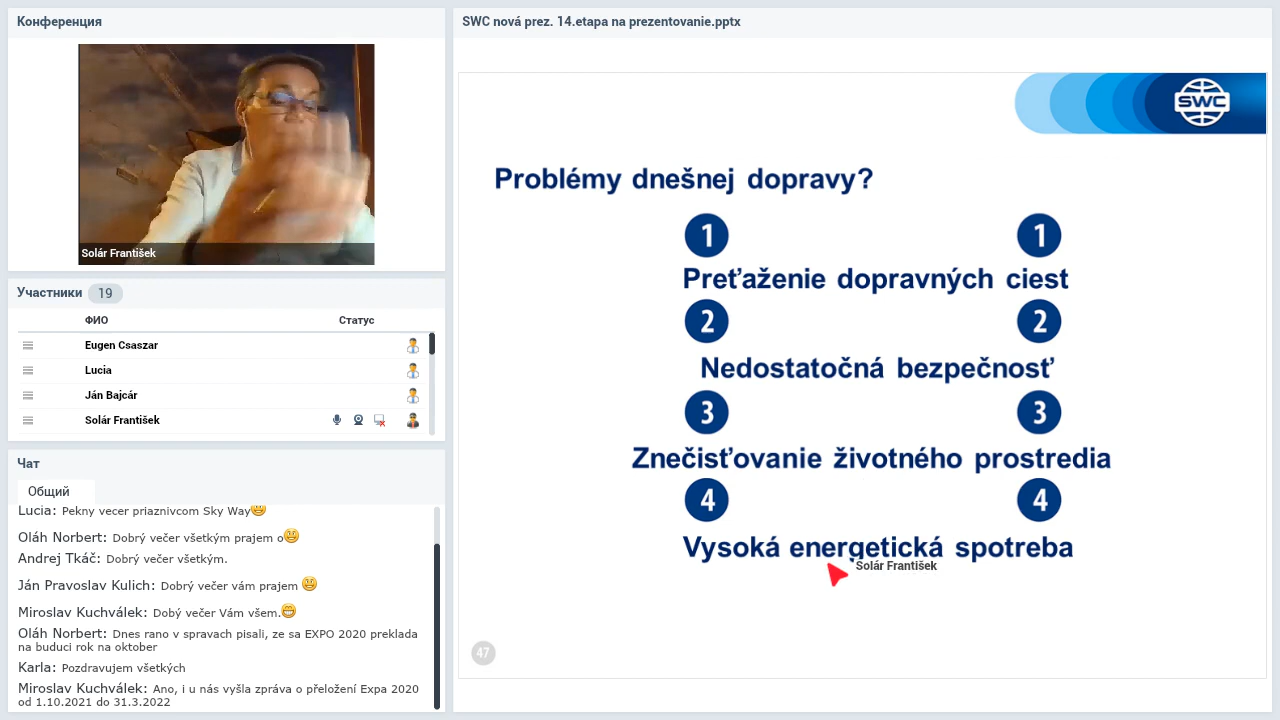 Конференция
Solár František
Участники 19
ФИО Статус
Eugen Csaszar
Lucia
Ján Bajcár
Solár František
Чат
Общий
Lucia: Pekny vecer priaznivcom Sky Way
Oláh Norbert: Dobrý večer všetkým prajem o
Andrej Tkáč: Dobrý večer všetkým.
Ján Pravoslav Kulich: Dobrý večer vám prajem
Miroslav Kuchválek: Dobý večer Vám všem.
Oláh Norbert: Dnes rano v spravach pisali, ze sa EXPO 2020 preklada
na buduci rok na oktober
Karla: Pozdravujem všetkých
Miroslav Kuchválek: Ano, i u nás vyšla zpráva o přeložení Expa 2020
od 1.10.2021 do 31.3.2022
SWC nová prez. 14.etapa na prezentovanie.pptx
SWC
Problémy dnešnej dopravy?
1 1
Preťaženie dopravných ciest
2 2
Nedostatočná bezpečnosť
3 3
Znečisťovanie životného prostredia
4 4
Vysoká energetická spotreba
Solár František
47